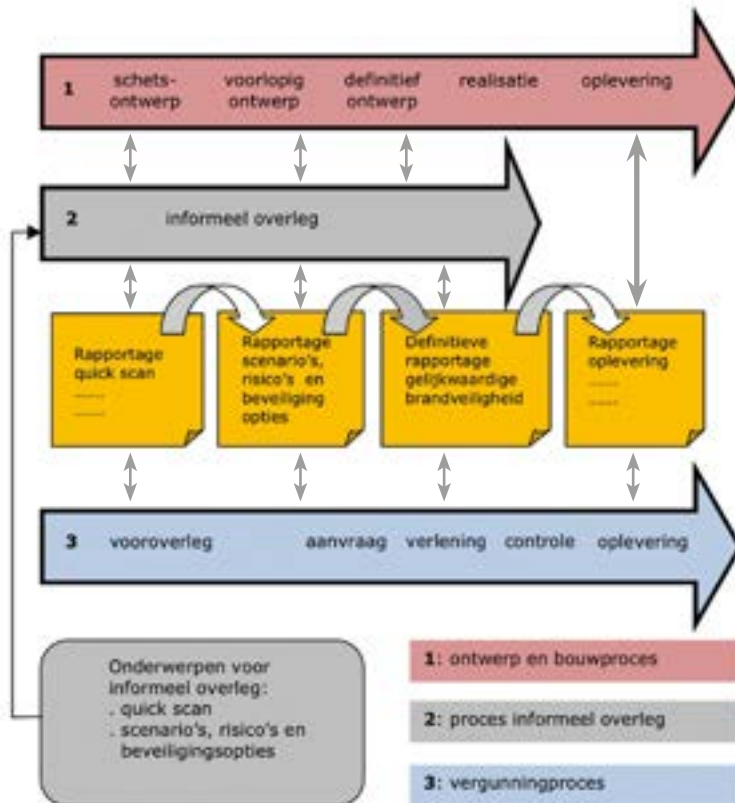 1 schets- voorlopig definitief realisatie oplevering
ontwerp ontwerp ontwerp
2 informeel overleg
Rapportage
quick scan
......
......
Rapportage
scenario's,
risico's en
beveiliging
opties
Definitieve
rapportage
gelijkwaardige
brandveiligheid
Rapportage
oplevering
......
......
3 vooroverleg aanvraag verlening controle oplevering
Onderwerpen voor
informeel overleg:
. quick scan
. scenario's, risico's en
beveiligingsopties
1: ontwerp en bouwproces
2: proces informeel overleg
3: vergunningproces